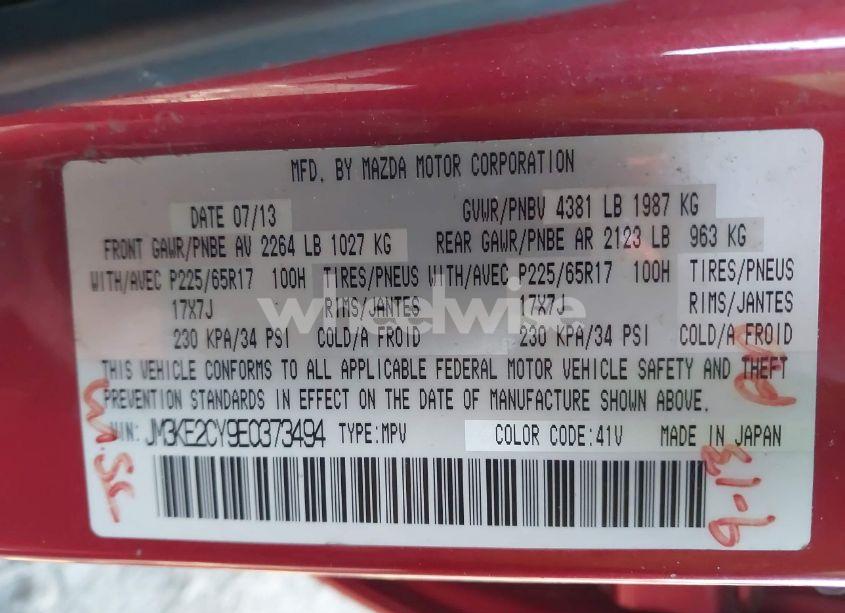 MFD. BY MAZDA MOTOR CORPORATION
DATE 07/13 GVWR/PNBV 4381 LB 1987 KG
FRONT GAWR/PNBE AV 2264 LB 1027 KG REAR GAWR/PNBE AR 2123 LB 963 KG
WITH/AVEC P225/65R17 100H TIRES/PNEUS WITH/AVEC P225/65R17 100H TIRES/PNEUS
17X7J RIMS/JANTES 17X7J RIMS/JANTES
wheelwise
230 KPA/34 PSI COLD/A FROID 230 KPA/34 PSI COLD/A FROID
THIS VEHICLE CONFORMS TO ALL APPLICABLE FEDERAL MOTOR VEHICLE SAFETY AND THEFT
PREVENTION STANDARDS IN EFFECT ON THE DATE OF MANUFACTURE SHOWN ABOVE.
VIN: JM3KE2CY9E0373494 TYPE:MPV COLOR CODE:41V MADE IN JAPAN
9-13